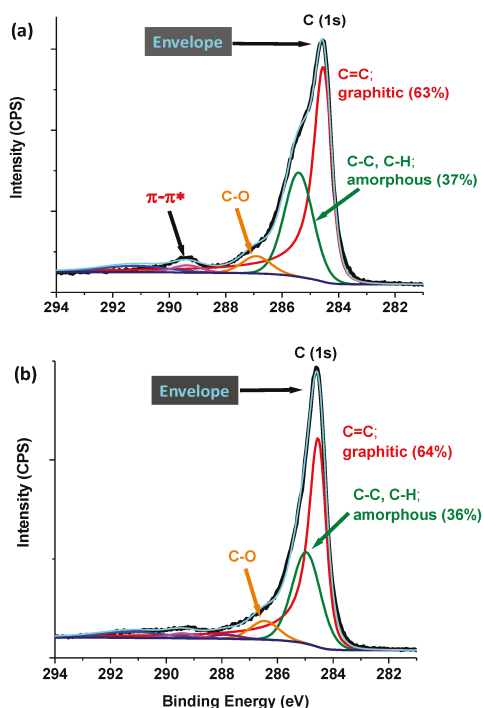 (a)
C (1s)
Envelope
C=C;
graphitic (63%)
C-C, C-H;
amorphous (37%)
π-π*
C-O
Intensity (CPS)
294 292 290 288 286 284 282
(b)
C (1s)
Envelope
C=C;
graphitic (64%)
C-C, C-H;
amorphous (36%)
C-O
Intensity (CPS)
294 292 290 288 286 284 282
Binding Energy (eV)